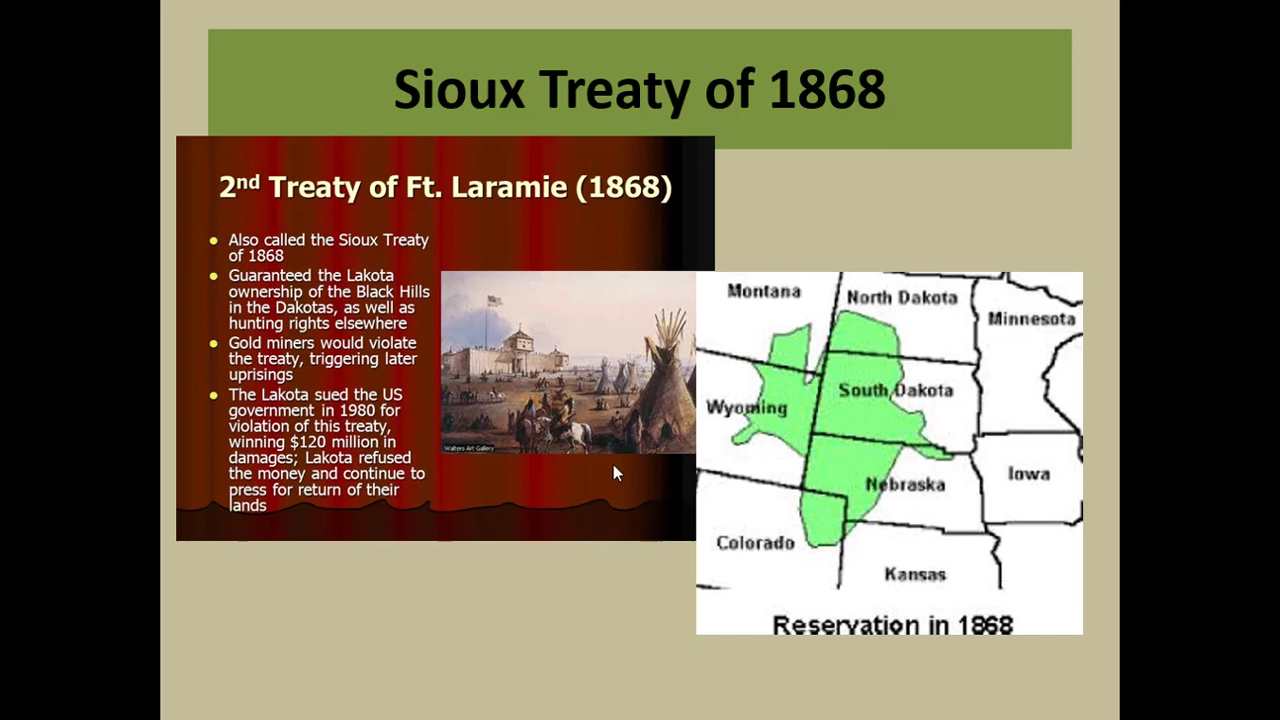 Sioux Treaty of 1868
2nd Treaty of Ft. Laramie (1868)
Also called the Sioux Treaty
of 1868
Guaranteed the Lakota
ownership of the Black Hills
in the Dakotas, as well as
hunting rights elsewhere
Gold miners would violate
the treaty, triggering later
uprisings
The Lakota sued the US
government in 1980 for
violation of this treaty,
winning $120 million in
damages; Lakota refused
the money and continue to
press for return of their
lands
Walters Art Gallery
Montana
North Dakota
Minnesota
South Dakota
Wyoming
Iowa
Nebraska
Colorado
Kansas
Reservation in 1868